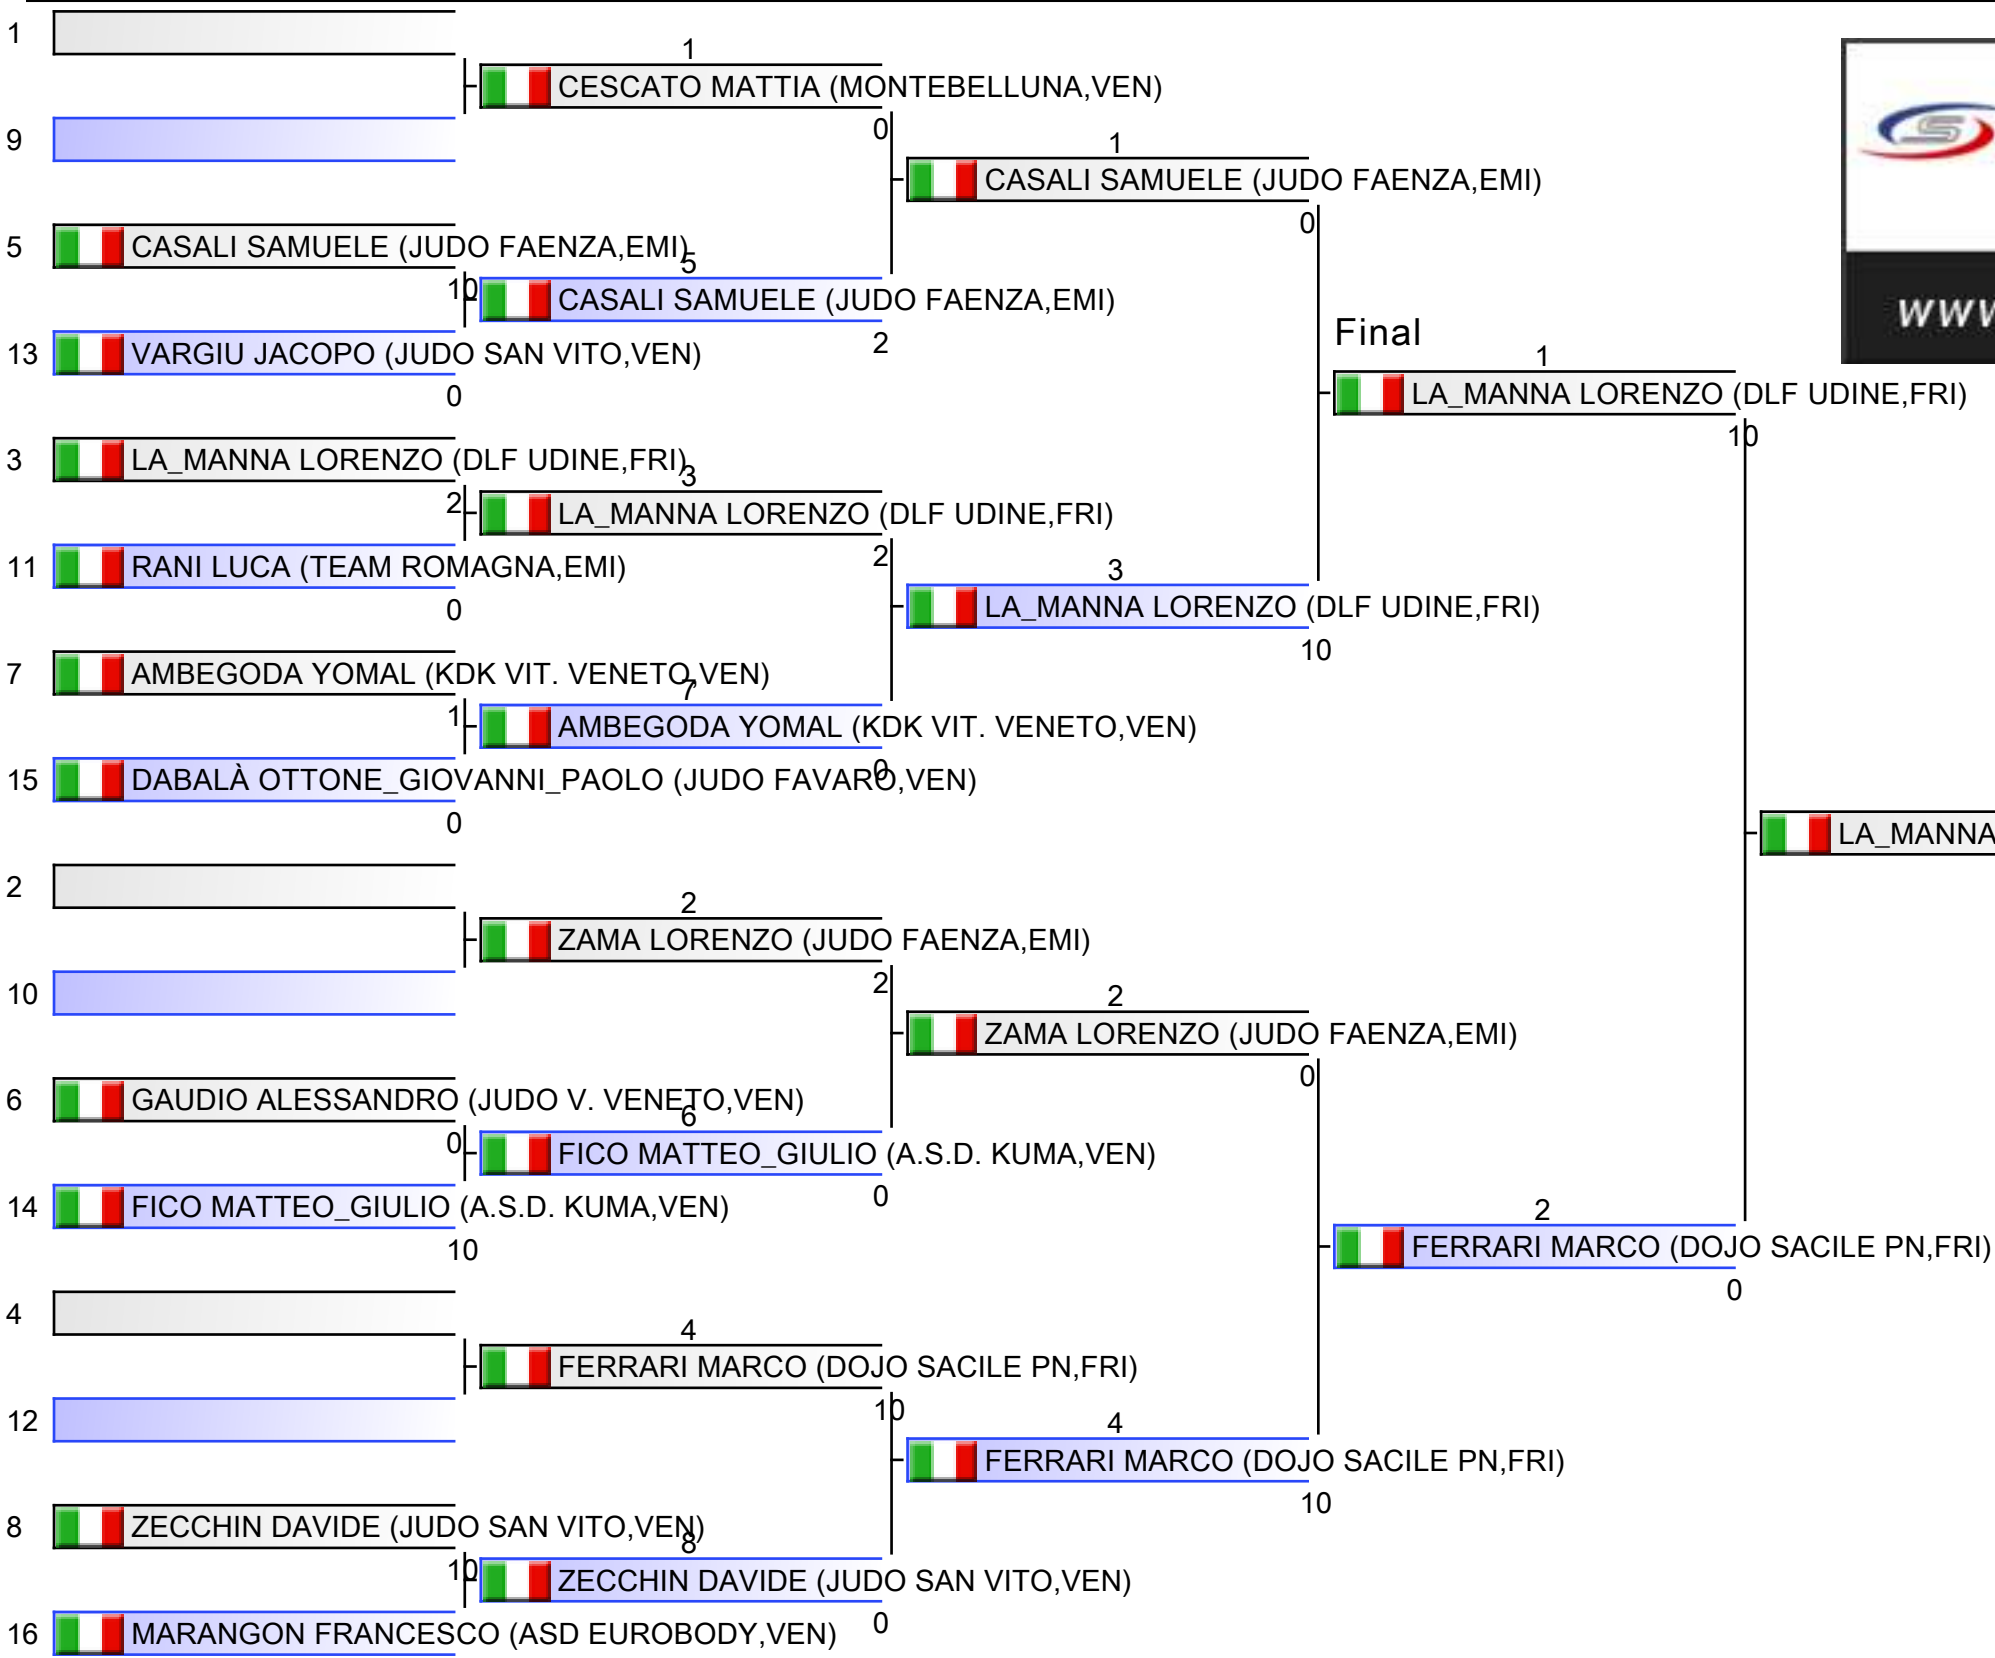 1
1
CESCATO MATTIA (MONTEBELLUNA,VEN)
0
9
1
CASALI SAMUELE (JUDO FAENZA,EMI)
0
5
CASALI SAMUELE (JUDO FAENZA,EMI)
10
5
CASALI SAMUELE (JUDO FAENZA,EMI)
2
13
VARGIU JACOPO (JUDO SAN VITO,VEN)
0
Final
1
LA_MANNA LORENZO (DLF UDINE,FRI)
10
3
LA_MANNA LORENZO (DLF UDINE,FRI)
2
3
LA_MANNA LORENZO (DLF UDINE,FRI)
2
11
RANI LUCA (TEAM ROMAGNA,EMI)
0
3
LA_MANNA LORENZO (DLF UDINE,FRI)
10
7
AMBEGODA YOMAL (KDK VIT. VENETO,VEN)
1
7
AMBEGODA YOMAL (KDK VIT. VENETO,VEN)
0
15
DABALÀ OTTONE_GIOVANNI_PAOLO (JUDO FAVARO,VEN)
0
LA_MANNA
2
2
ZAMA LORENZO (JUDO FAENZA,EMI)
2
10
2
ZAMA LORENZO (JUDO FAENZA,EMI)
0
6
GAUDIO ALESSANDRO (JUDO V. VENETO,VEN)
0
6
FICO MATTEO_GIULIO (A.S.D. KUMA,VEN)
0
14
FICO MATTEO_GIULIO (A.S.D. KUMA,VEN)
10
2
FERRARI MARCO (DOJO SACILE PN,FRI)
0
4
4
FERRARI MARCO (DOJO SACILE PN,FRI)
10
12
4
FERRARI MARCO (DOJO SACILE PN,FRI)
10
8
ZECCHIN DAVIDE (JUDO SAN VITO,VEN)
10
8
ZECCHIN DAVIDE (JUDO SAN VITO,VEN)
0
16
MARANGON FRANCESCO (ASD EUROBODY,VEN)